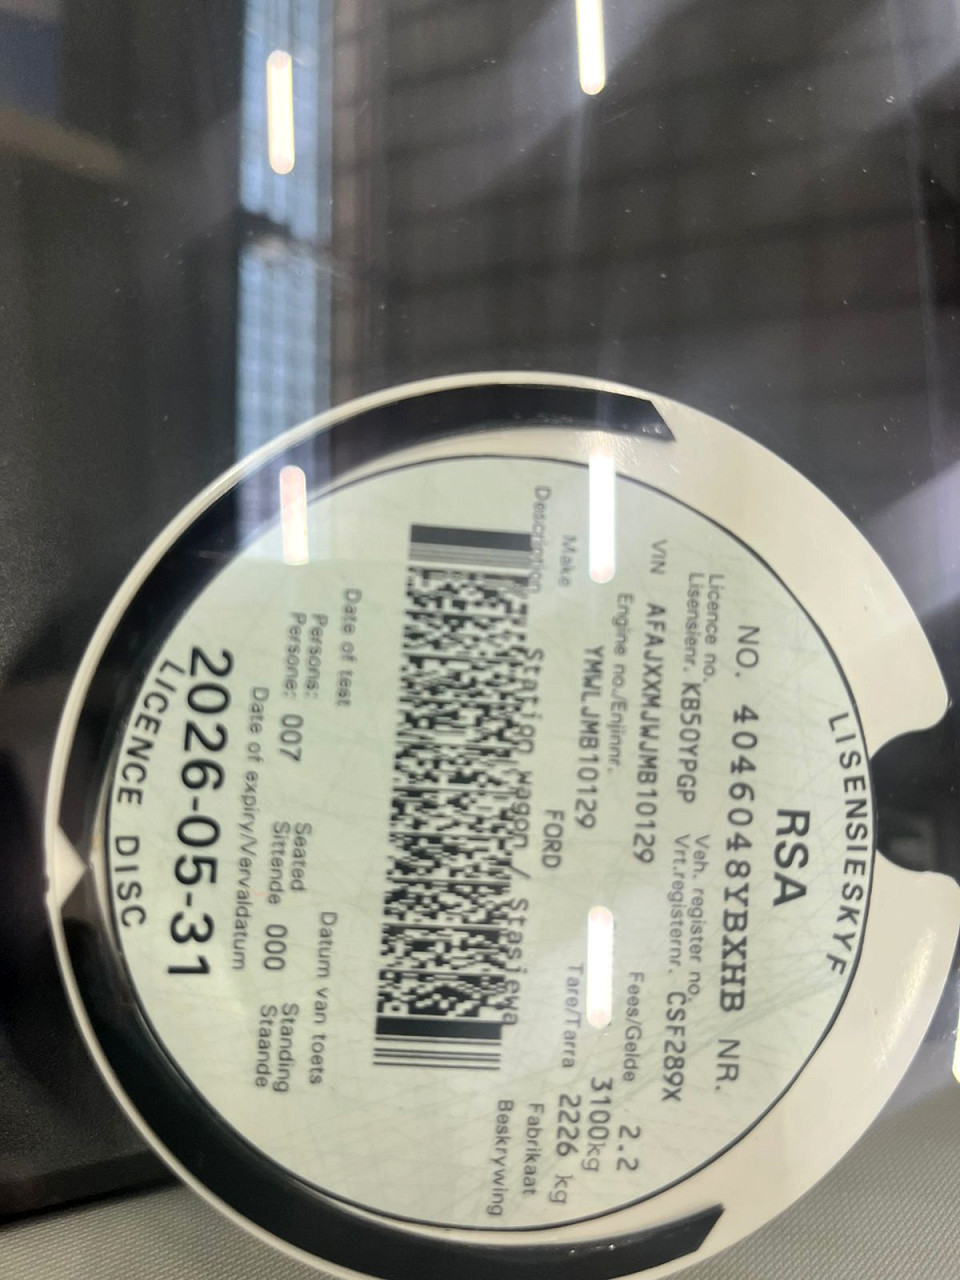 LISENSIESKYF
RSA
NO. 4046048YBXHB NR.
Licence no. Veh. register no.
Lisensienr. KB50YPGP Vrt.registernr. CSF289X
VIN AFAJXXMJWJMB10129 Fees/Gelde 2.2
Engine no./Enjinnr. 3100kg
YMWLJMB10129 Tare/Tarra 2226 kg
Make FORD Fabrikaat
Description Station wagon / Stasiewa Beskrywing
Date of test Datum van toets
Persons: Seated Standing
Persone: 007 Sittende 000 Staande
Date of expiry/Vervaldatum
2026-05-31
LICENCE DISC